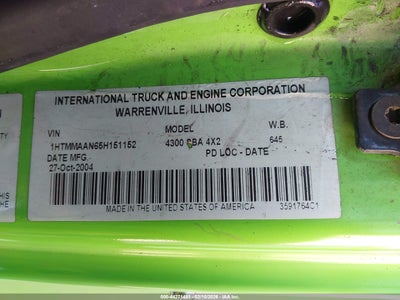 INTERNATIONAL TRUCK AND ENGINE CORPORATION
WARRENVILLE, ILLINOIS
VIN MODEL W.B.
1HTMMAAN65H151152 4300 SBA 4X2 645
DATE MFG. PD LOC - DATE
27-Oct-2004
MADE IN THE UNITED STATES OF AMERICA 3591764C1